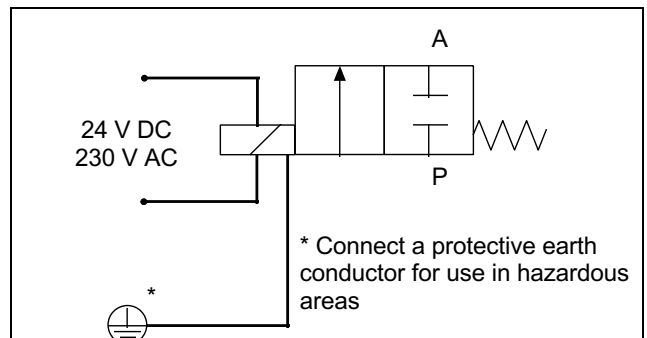 A
24 V DC
230 V AC
P
* Connect a protective earth
conductor for use in hazardous
areas
*